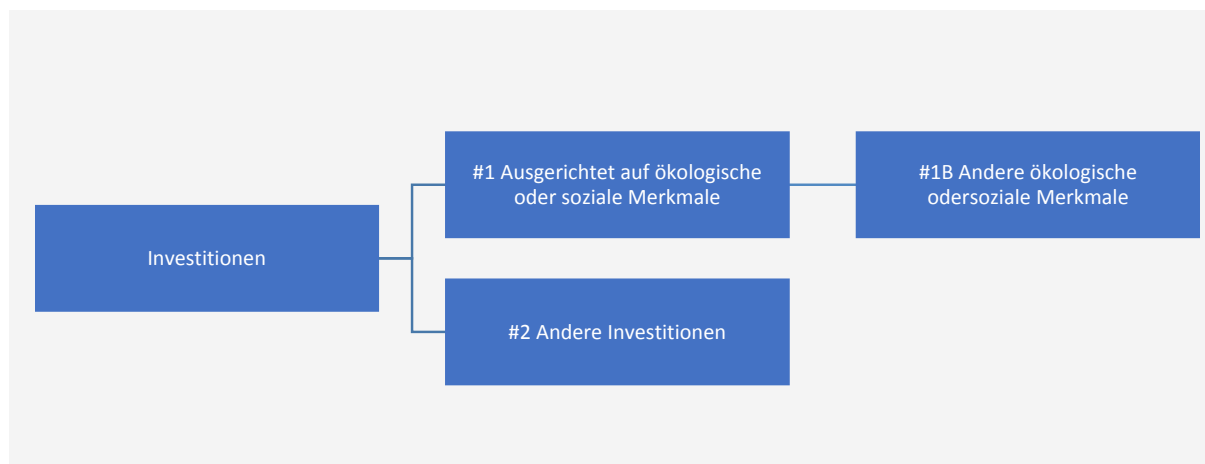 #1 Ausgerichtet auf ökologische
oder soziale Merkmale
#1B Andere ökologische
odersoziale Merkmale
Investitionen
#2 Andere Investitionen